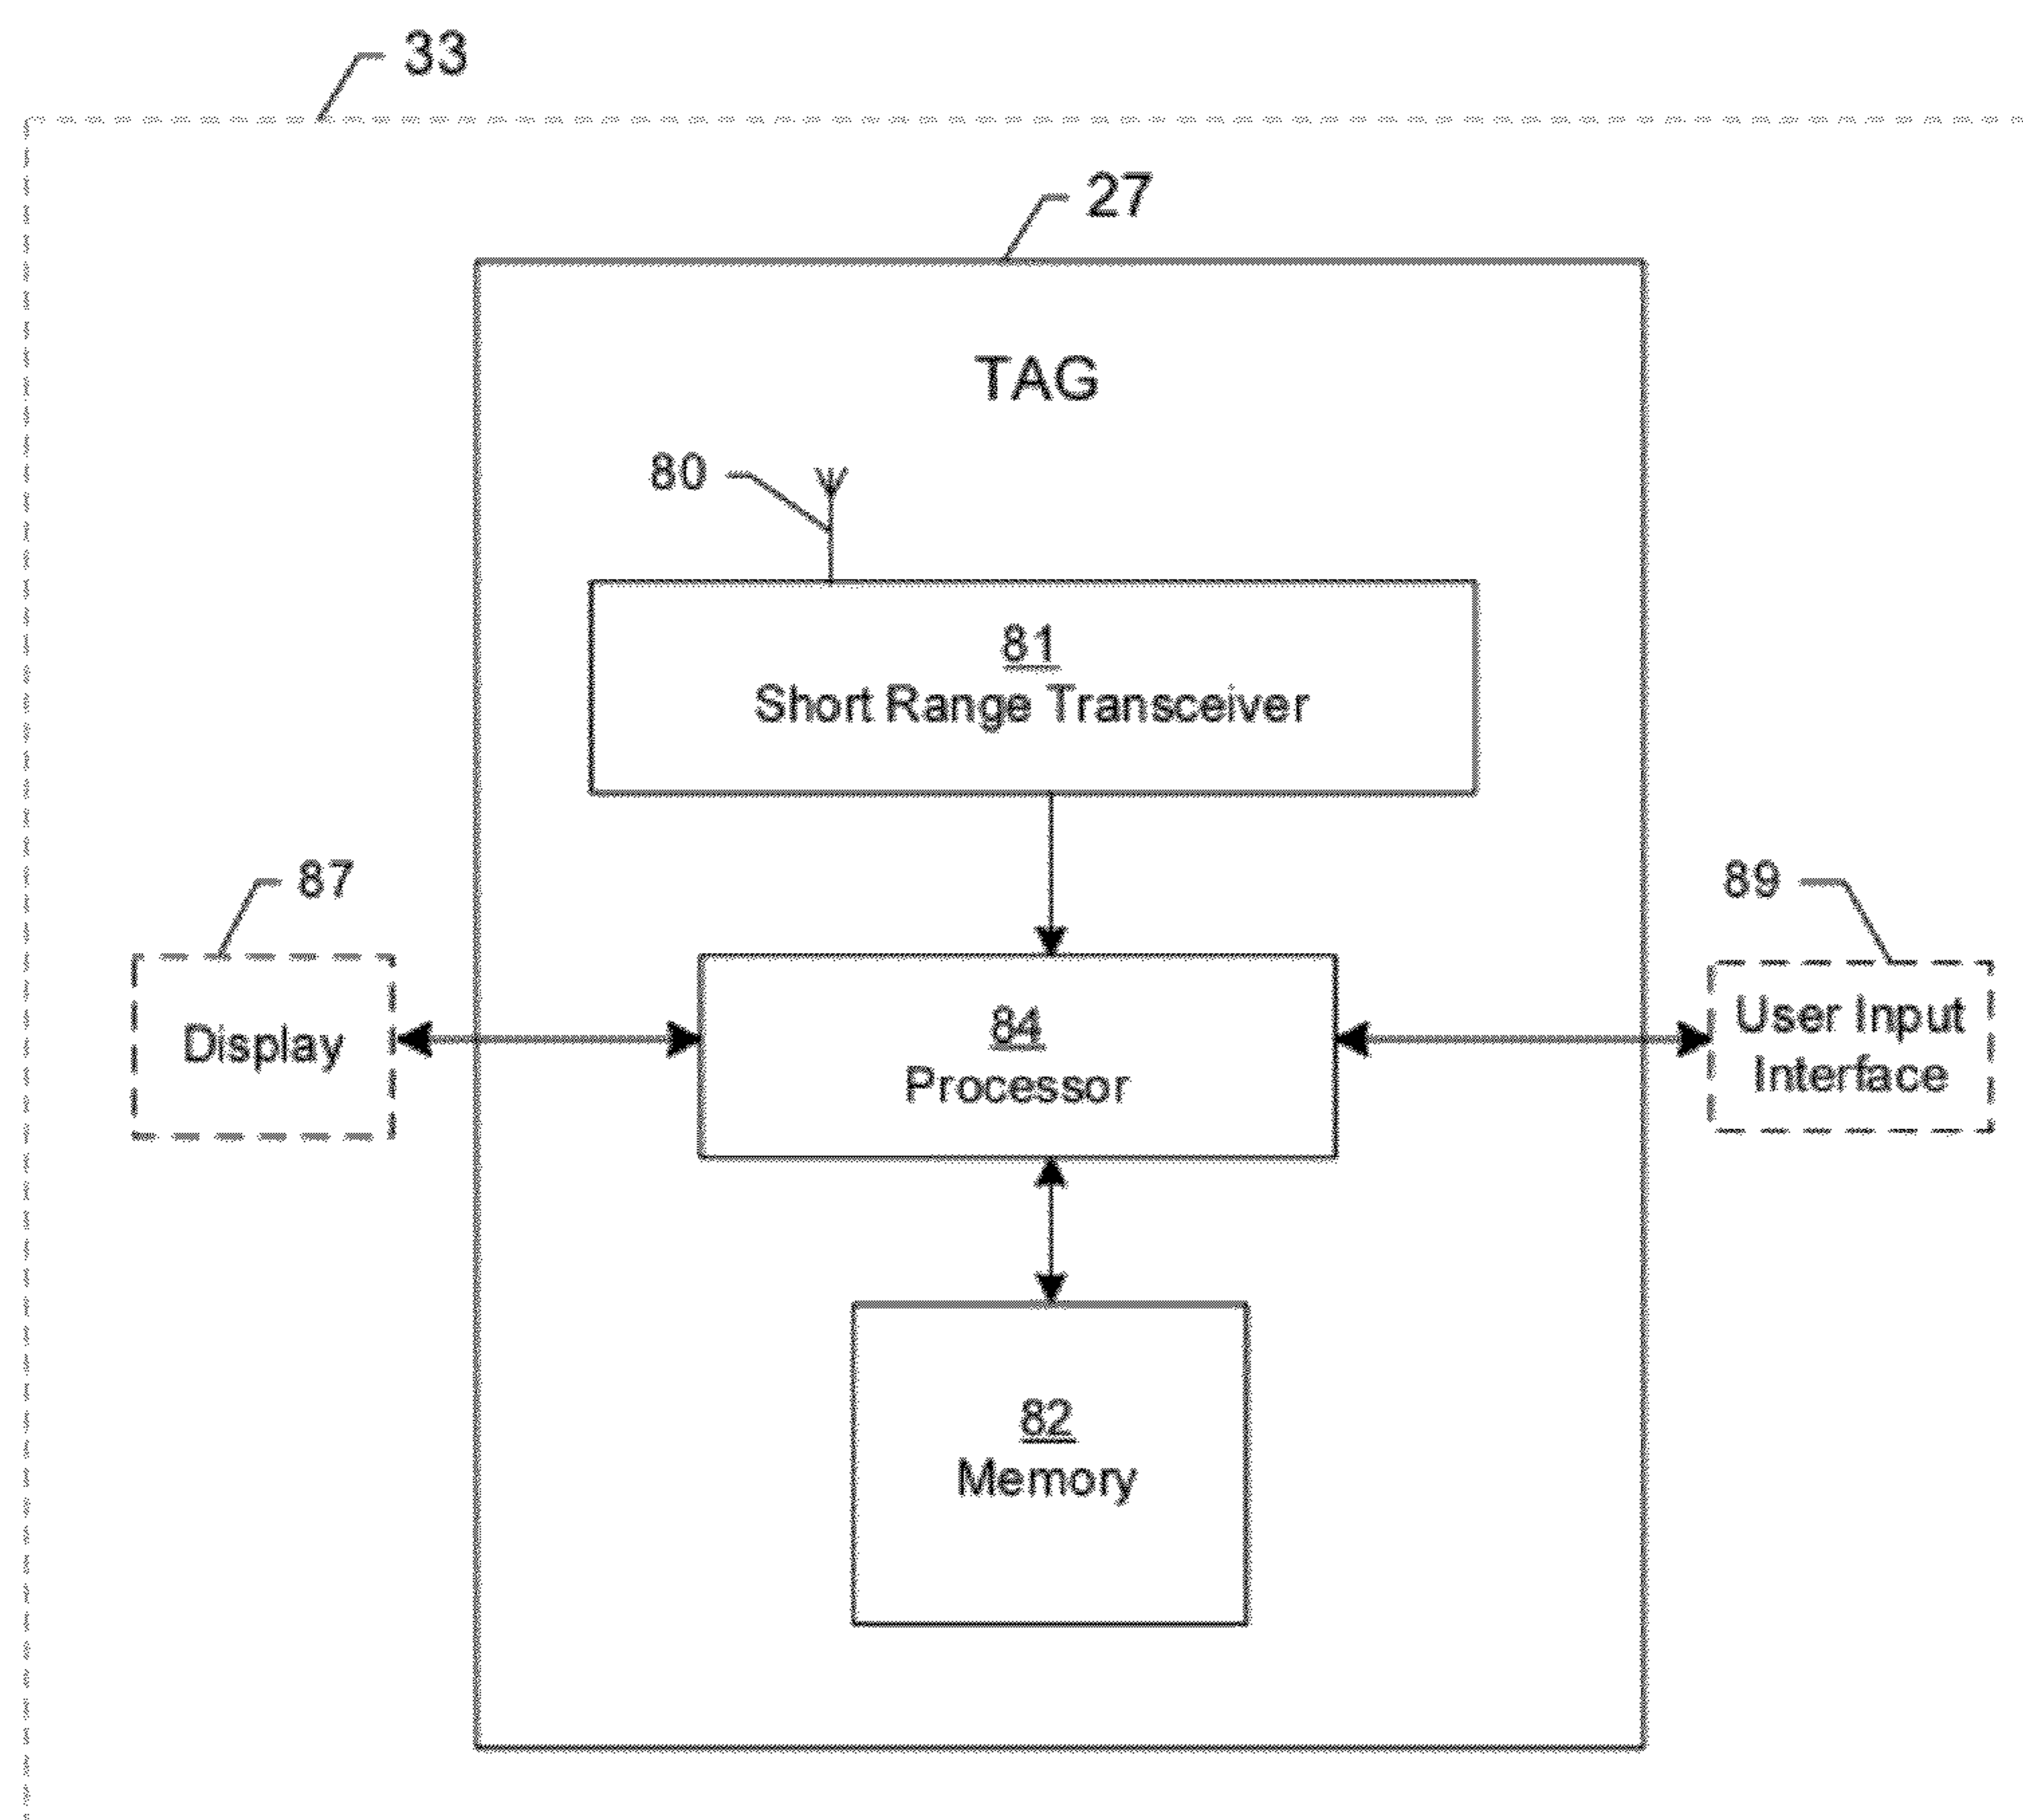 33
27
TAG
80
81
Short Range Transceiver
87
89
Display
84
Processor
User Input
Interface
82
Memory